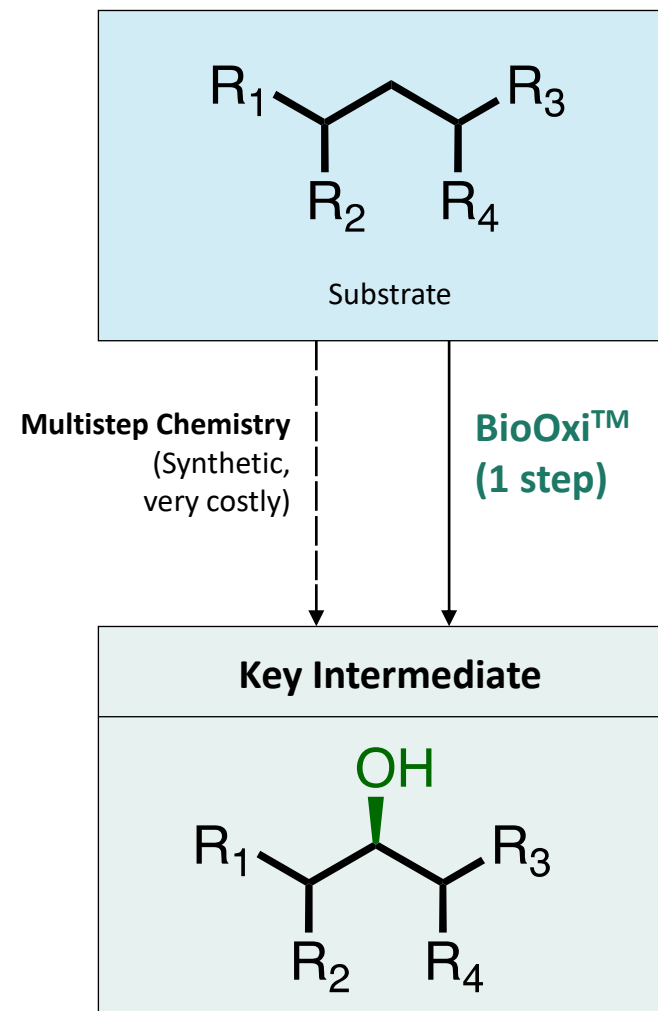 R1 R3
R2 R4
Substrate
Multistep Chemistry
(Synthetic,
very costly)
BioOxi™
(1 step)
Key Intermediate
OH
R1 R3
R2 R4